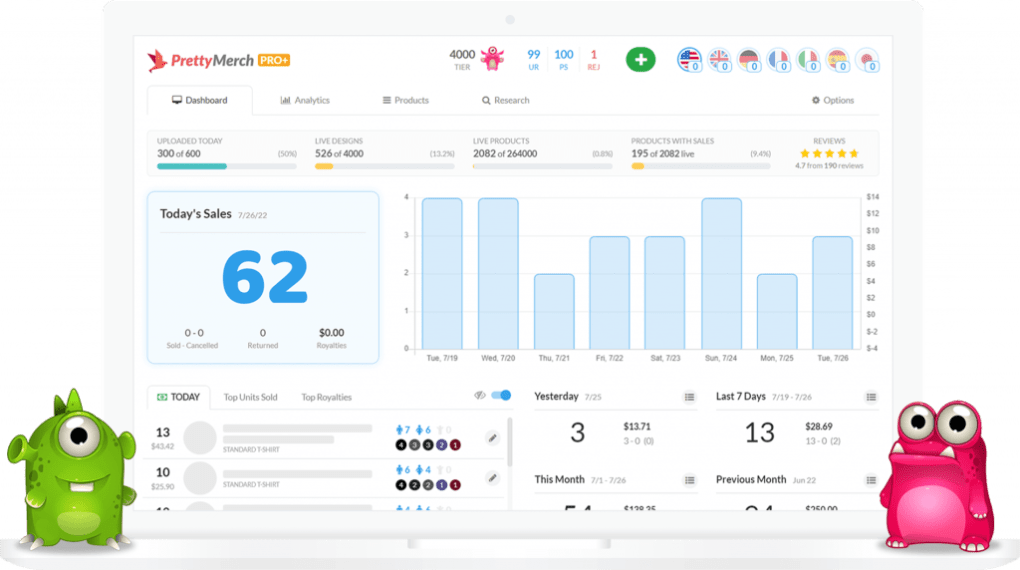 PrettyMerch PRO+
4000 TIER
99 UR
100 PS
1 REJ
0 0 0 0 0 0 0
Dashboard
Analytics
Products
Research
Options
UPLOADED TODAY
300 of 600 (50%)
LIVE DESIGNS
526 of 4000 (13.2%)
LIVE PRODUCTS
2082 of 264000 (0.8%)
PRODUCTS WITH SALES
195 of 2082 live (9.4%)
REVIEWS
4.7 from 190 reviews
Today's Sales 7/26/22
62
0 - 0
Sold - Cancelled
0
Returned
$0.00
Royalties
4
3
2
1
0
$14
$12
$10
$8
$6
$4
$2
$0
$-2
$-4
Tue, 7/19
Wed, 7/20
Thu, 7/21
Fri, 7/22
Sat, 7/23
Sun, 7/24
Mon, 7/25
Tue, 7/26
TODAY
Top Units Sold
Top Royalties
13
$43.42
STANDARD T-SHIRT
7 6 0
4 3 3 2 1
10
$25.90
STANDARD T-SHIRT
6 4 0
4 2 2 1 1
Yesterday 7/25
3
$13.71
3 - 0 (0)
Last 7 Days 7/19 - 7/26
13
$28.69
13 - 0 (2)
This Month 7/1 - 7/26
Previous Month Jun 22